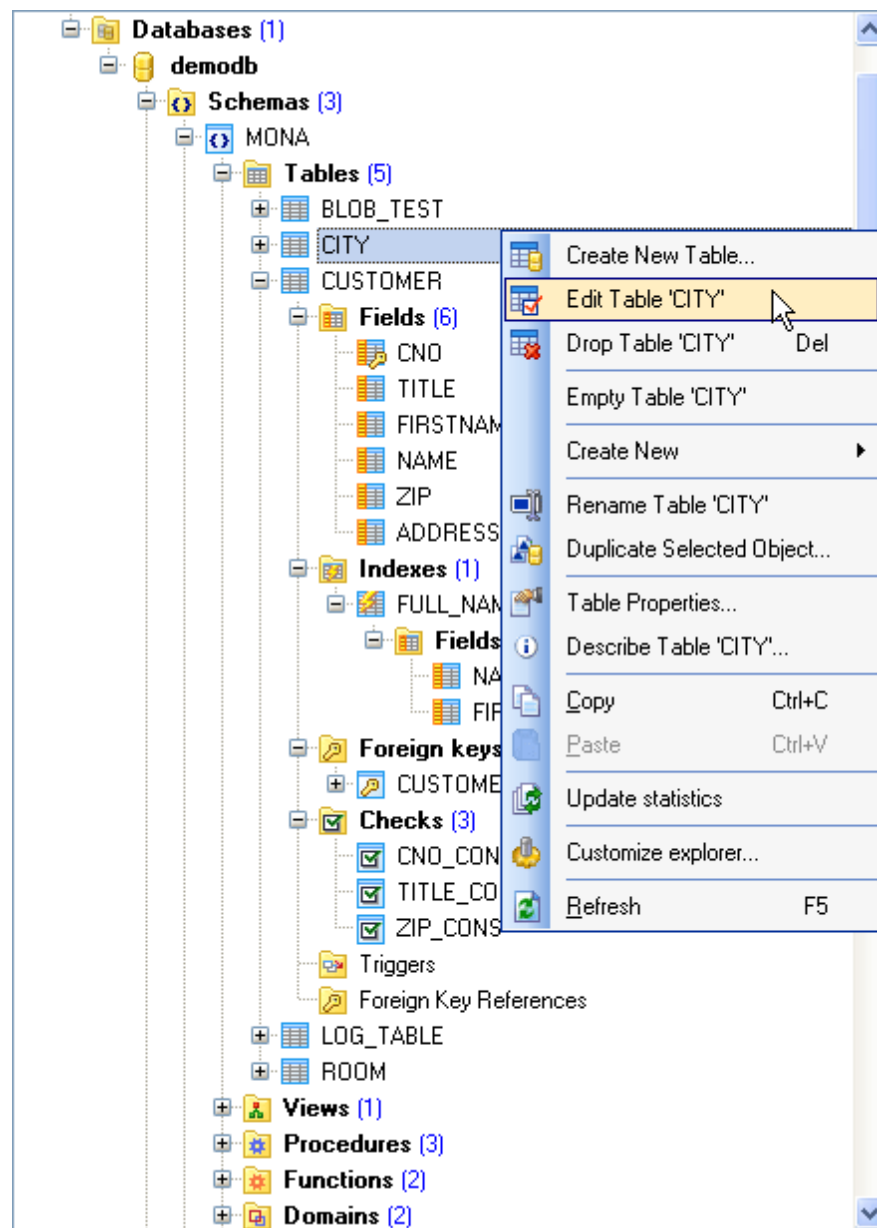 Databases (1)
demodb
Schemas (3)
MONA
Tables (5)
BLOB_TEST
CITY
CUSTOMER
Fields (6)
CNO
TITLE
FIRSTNAM
NAME
ZIP
ADDRESS
Indexes (1)
FULL_NAM
Fields
NA
FIR
Foreign keys
CUSTOME
Checks (3)
CNO_CON
TITLE_CO
ZIP_CONS
Triggers
Foreign Key References
LOG_TABLE
ROOM
Views (1)
Procedures (3)
Functions (2)
Domains (2)
Create New Table...
Edit Table 'CITY'
Drop Table 'CITY' Del
Empty Table 'CITY'
Create New
Rename Table 'CITY'
Duplicate Selected Object...
Table Properties...
Describe Table 'CITY'...
Copy Ctrl+C
Paste Ctrl+V
Update statistics
Customize explorer...
Refresh F5